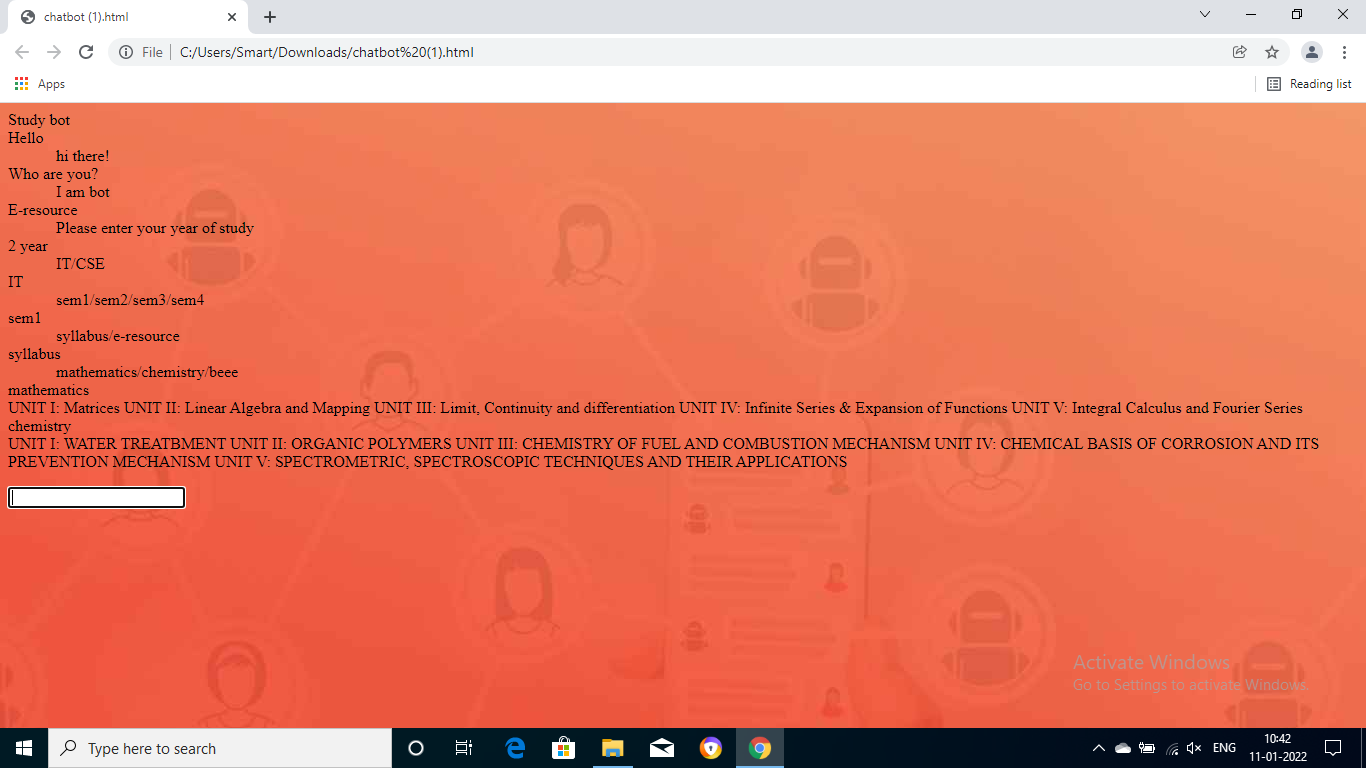 chatbot (1).html
File
C:/Users/Smart/Downloads/chatbot%20(1).html
Apps
Reading list
Study bot
Hello
hi there!
Who are you?
I am bot
E-resource
Please enter your year of study
2 year
IT/CSE
IT
sem1/sem2/sem3/sem4
sem1
syllabus/e-resource
syllabus
mathematics/chemistry/beee
mathematics
UNIT I: Matrices UNIT II: Linear Algebra and Mapping UNIT III: Limit, Continuity and differentiation UNIT IV: Infinite Series & Expansion of Functions UNIT V: Integral Calculus and Fourier Series
chemistry
UNIT I: WATER TREATBMENT UNIT II: ORGANIC POLYMERS UNIT III: CHEMISTRY OF FUEL AND COMBUSTION MECHANISM UNIT IV: CHEMICAL BASIS OF CORROSION AND ITS
PREVENTION MECHANISM UNIT V: SPECTROMETRIC, SPECTROSCOPIC TECHNIQUES AND THEIR APPLICATIONS
Activate Windows
Go to Settings to activate Windows.
Type here to search
ENG
10:42
11-01-2022